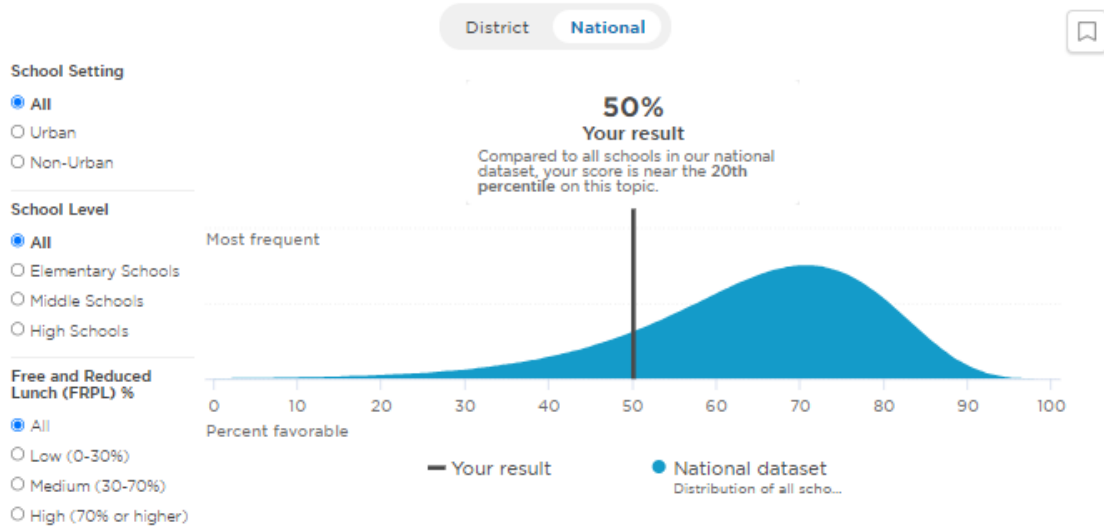 District
National
School Setting
All
Urban
Non-Urban
School Level
All
Elementary Schools
Middle Schools
High Schools
Free and Reduced
Lunch (FRPL) %
All
Low (0-30%)
Medium (30-70%)
High (70% or higher)
50%
Your result
Compared to all schools in our national
dataset, your score is near the 20th
percentile on this topic.
Most frequent
0 10 20 30 40 50 60 70 80 90 100
Percent favorable
Your result
National dataset
Distribution of all scho...